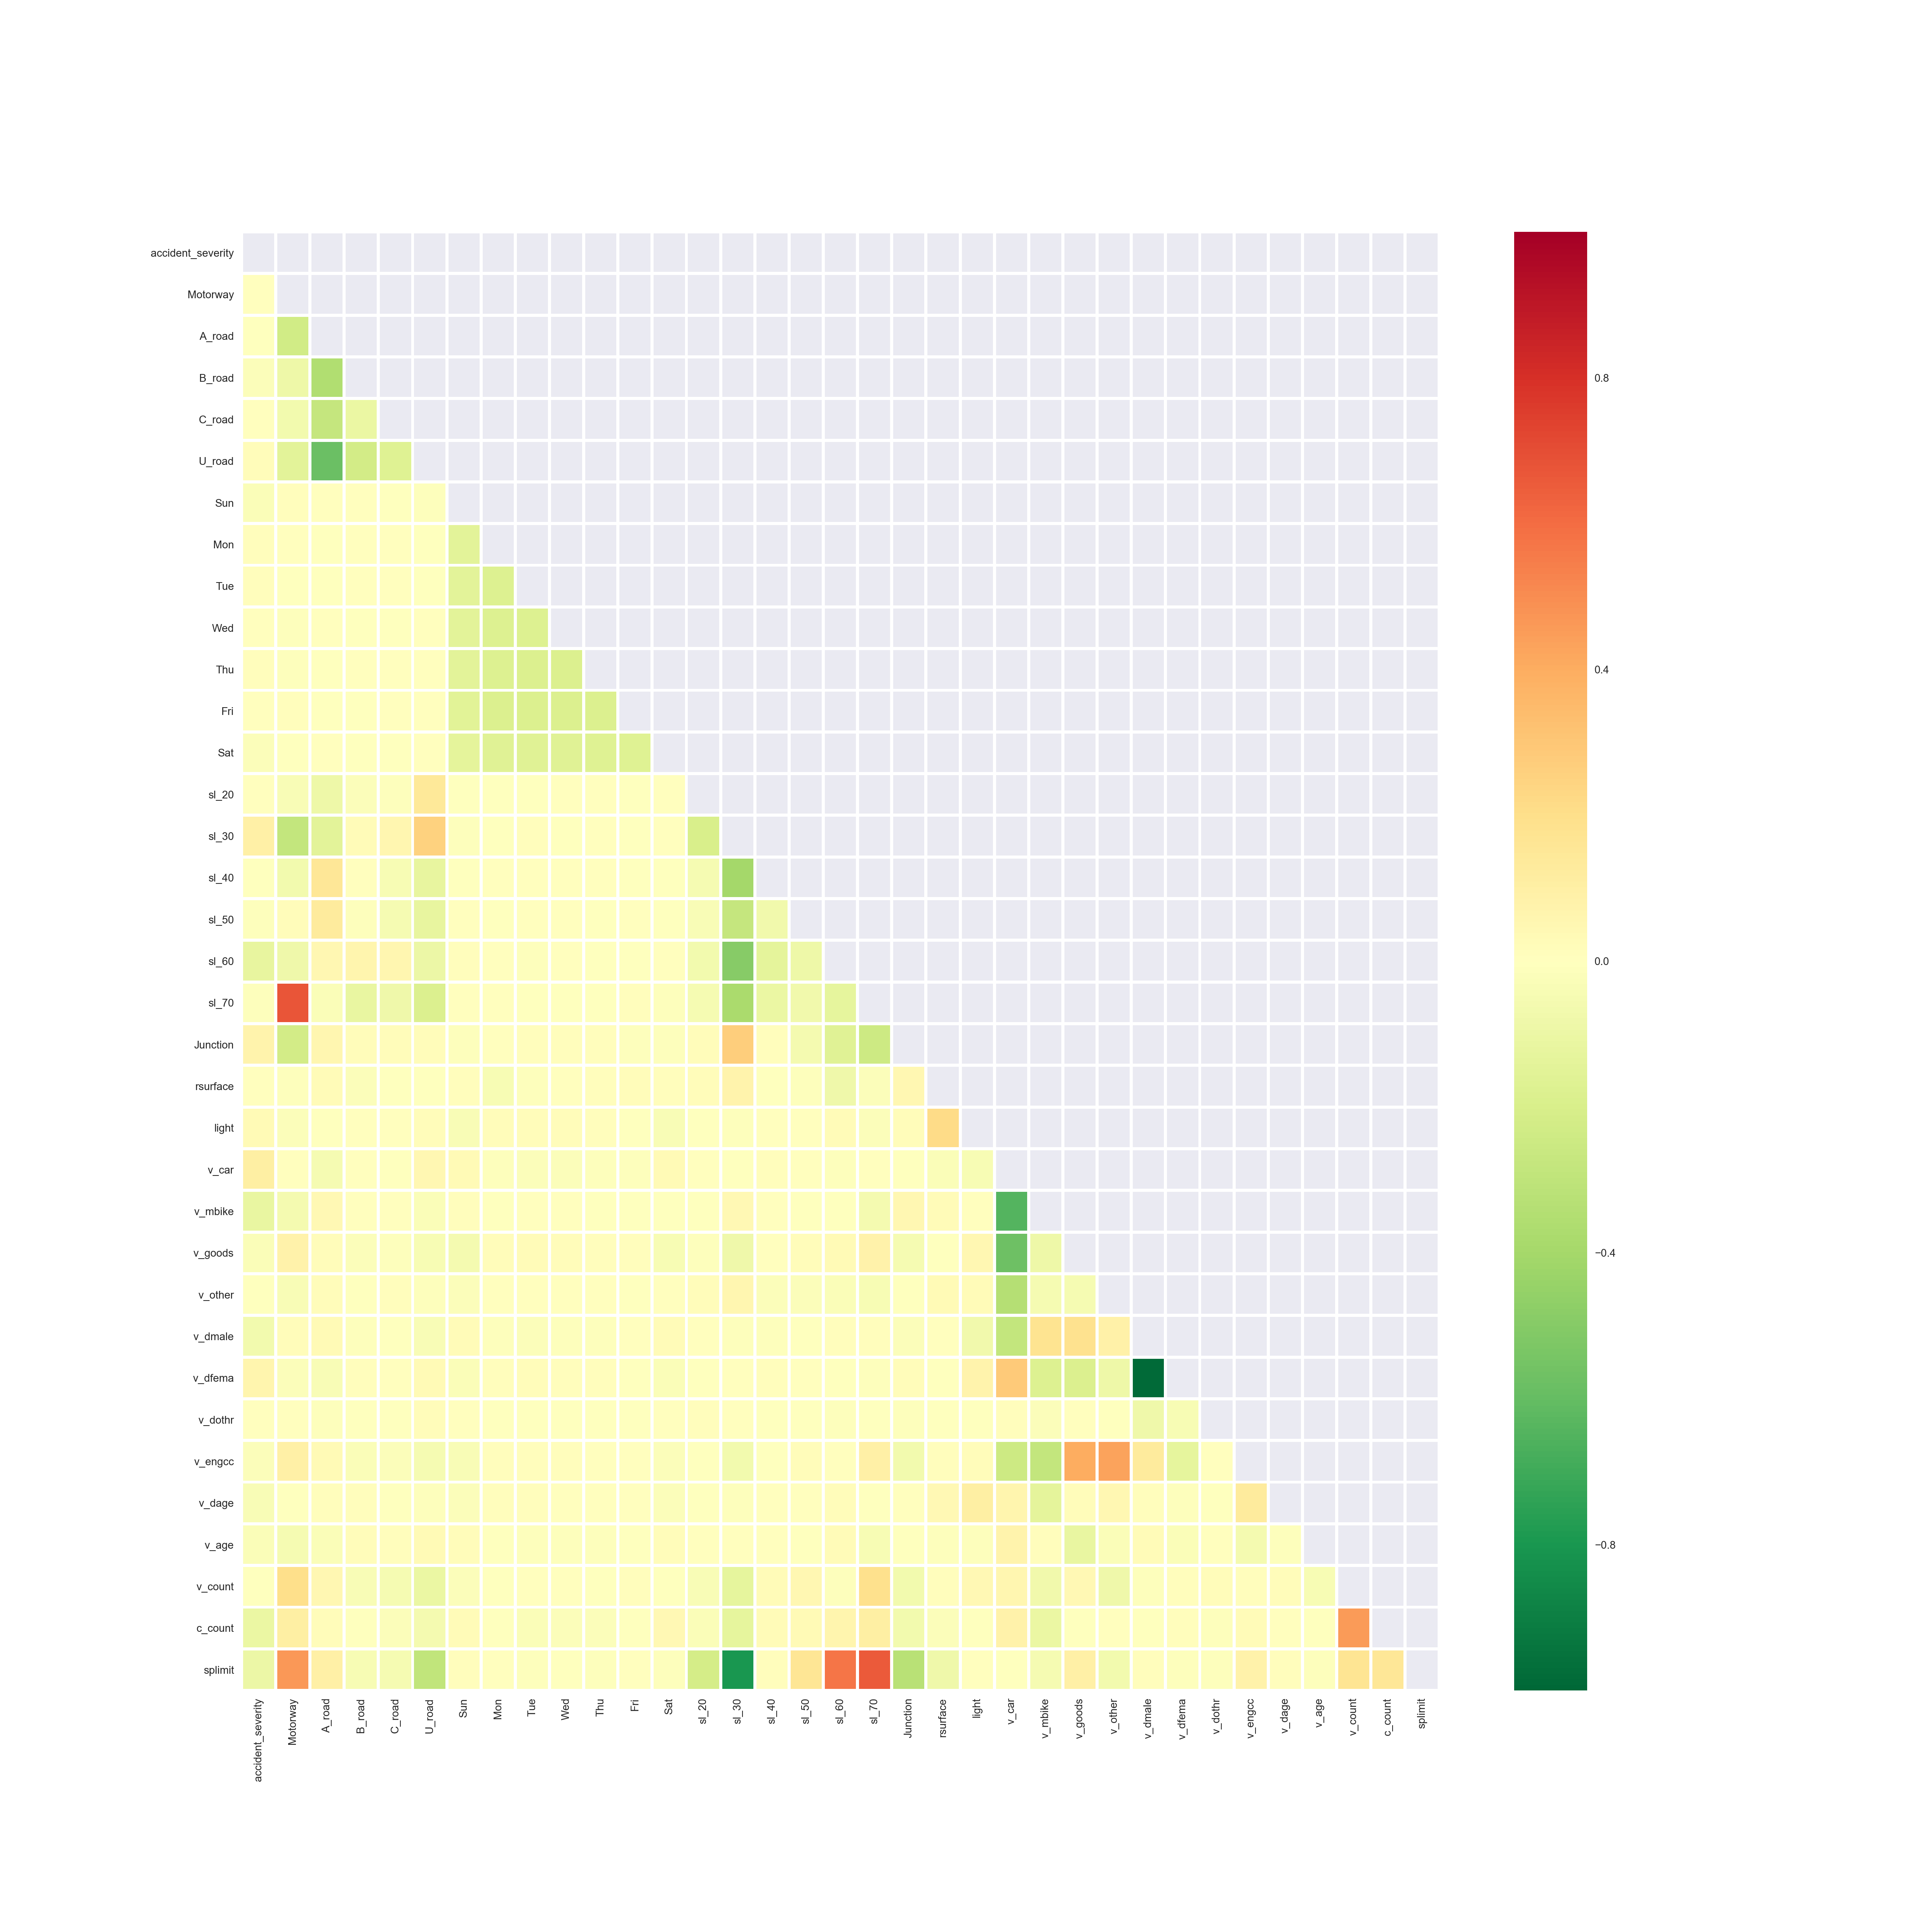 accident_severity
Motorway
A_road
B_road
C_road
U_road
Sun
Mon
Tue
Wed
Thu
Fri
Sat
sl_20
sl_30
sl_40
sl_50
sl_60
sl_70
Junction
rsurface
light
v_car
v_mbike
v_goods
v_other
v_dmale
v_dfema
v_dothr
v_engcc
v_dage
v_age
v_count
c_count
splimit
accident_severity
Motorway
A_road
B_road
C_road
U_road
Sun
Mon
Tue
Wed
Thu
Fri
Sat
sl_20
sl_30
sl_40
sl_50
sl_60
sl_70
Junction
rsurface
light
v_car
v_mbike
v_goods
v_other
v_dmale
v_dfema
v_dothr
v_engcc
v_dage
v_age
v_count
c_count
splimit
0.8
0.4
0.0
−0.4
−0.8